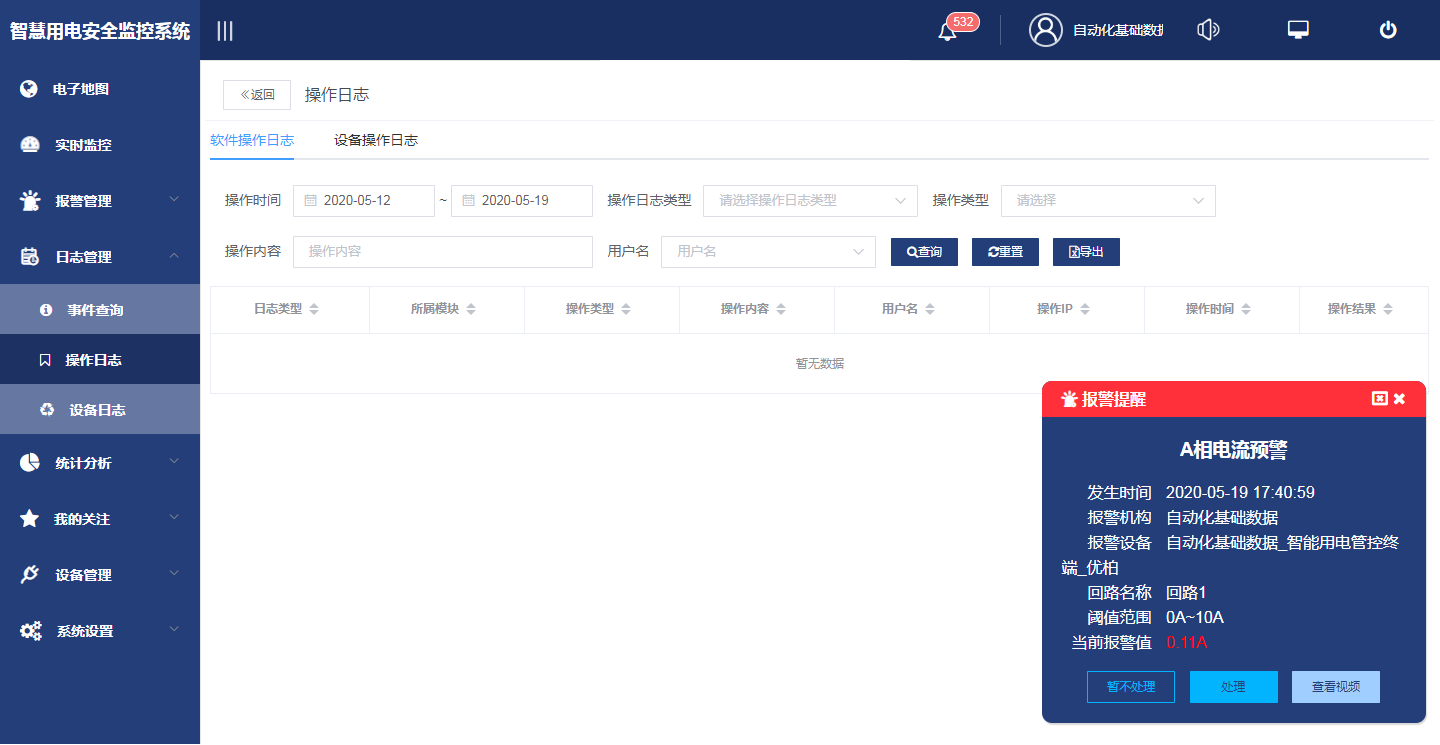 智慧用电安全监控系统
532
自动化基础数据
电子地图
实时监控
报警管理
日志管理
事件查询
操作日志
设备日志
统计分析
我的关注
设备管理
系统设置
返回 操作日志
软件操作日志 设备操作日志
操作时间 2020-05-12 ~ 2020-05-19 操作日志类型 请选择操作日志类型 操作类型 请选择
操作内容 操作内容 用户名 用户名 查询 重置 导出
日志类型 所属模块 操作类型 操作内容 用户名 操作IP 操作时间 操作结果
暂无数据
报警提醒
A相电流预警
发生时间 2020-05-19 17:40:59
报警机构 自动化基础数据
报警设备 自动化基础数据_智能用电管控终
端_优柏
回路名称 回路1
阈值范围 0A~10A
当前报警值 0.11A
暂不处理 处理 查看视频